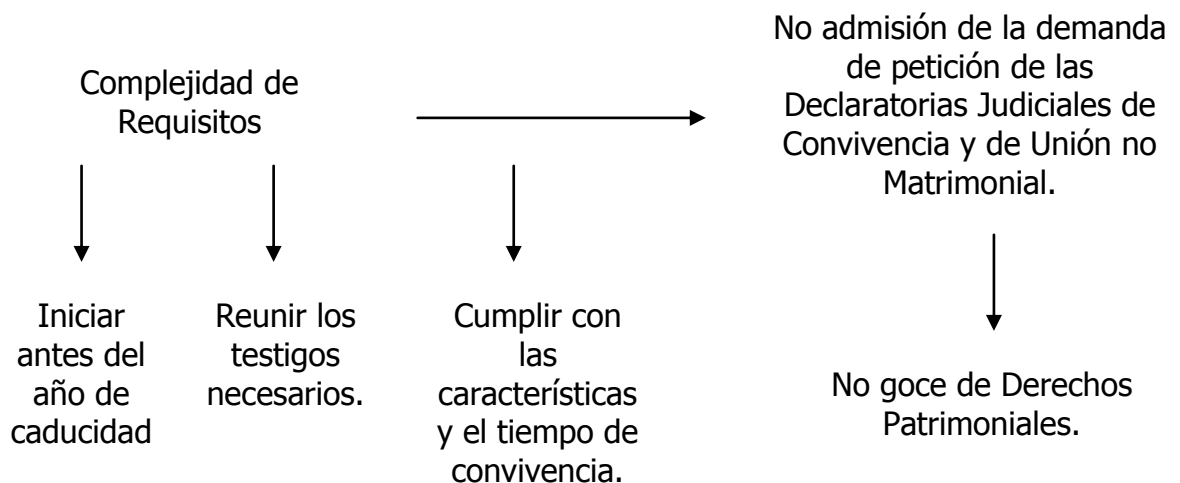 Complejidad de
Requisitos
No admisión de la demanda
de petición de las
Declaratorias Judiciales de
Convivencia y de Unión no
Matrimonial.
Iniciar
antes del
año de
caducidad
Reunir los
testigos
necesarios.
Cumplir con
las
características
y el tiempo de
convivencia.
No goce de Derechos
Patrimoniales.